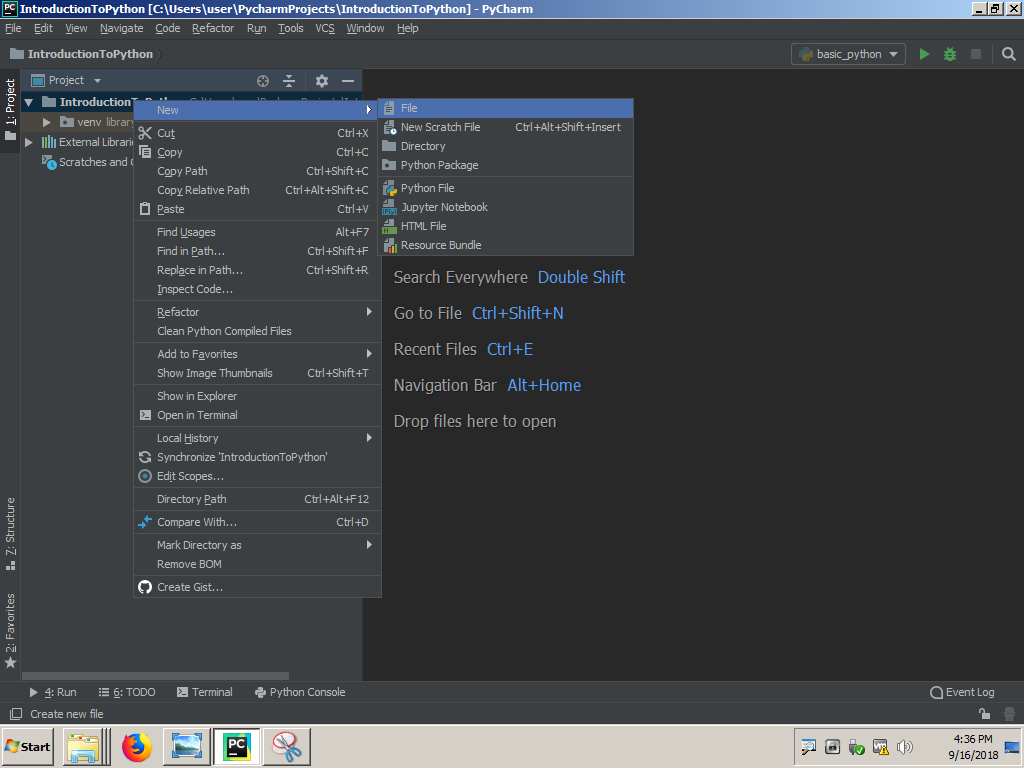 IntroductionToPython [C:\Users\user\PycharmProjects\IntroductionToPython] - PyCharm
File Edit View Navigate Code Refactor Run Tools VCS Window Help
IntroductionToPython
basic_python
1: Project
Project
venv library
External Librari
Scratches and
New
Cut Ctrl+X
Copy Ctrl+C
Copy Path Ctrl+Shift+C
Copy Relative Path Ctrl+Alt+Shift+C
Paste Ctrl+V
Find Usages Alt+F7
Find in Path... Ctrl+Shift+F
Replace in Path... Ctrl+Shift+R
Inspect Code...
Refactor
Clean Python Compiled Files
Add to Favorites
Show Image Thumbnails Ctrl+Shift+T
Show in Explorer
Open in Terminal
Local History
Synchronize 'IntroductionToPython'
Edit Scopes...
Directory Path Ctrl+Alt+F12
Compare With... Ctrl+D
Mark Directory as
Remove BOM
Create Gist...
File
New Scratch File Ctrl+Alt+Shift+Insert
Directory
Python Package
Python File
Jupyter Notebook
HTML File
Resource Bundle
Search Everywhere Double Shift
Go to File Ctrl+Shift+N
Recent Files Ctrl+E
Navigation Bar Alt+Home
Drop files here to open
7: Structure
2: Favorites
4: Run 6: TODO Terminal Python Console Event Log
Create new file
Start
PC
4:36 PM
9/16/2018